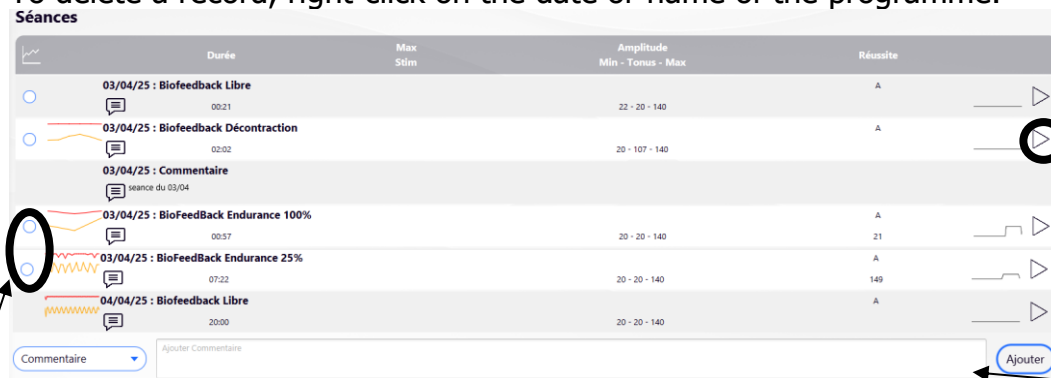 To delete a record, right-click on the date or name of the programme.
Séances
Durée
Max
Stim
Amplitude
Min - Tonus - Max
Réussite
03/04/25 : Biofeedback Libre
A
00:21
22 - 20 - 140
03/04/25 : Biofeedback Décontraction
A
02:02
20 - 107 - 140
03/04/25 : Commentaire
seance du 03/04
03/04/25 : BioFeedBack Endurance 100%
A
00:57
20 - 20 - 140
21
03/04/25 : BioFeedBack Endurance 25%
A
07:22
20 - 20 - 140
149
04/04/25 : Biofeedback Libre
A
20:00
20 - 20 - 140
Commentaire
Ajouter Commentaire
Ajouter